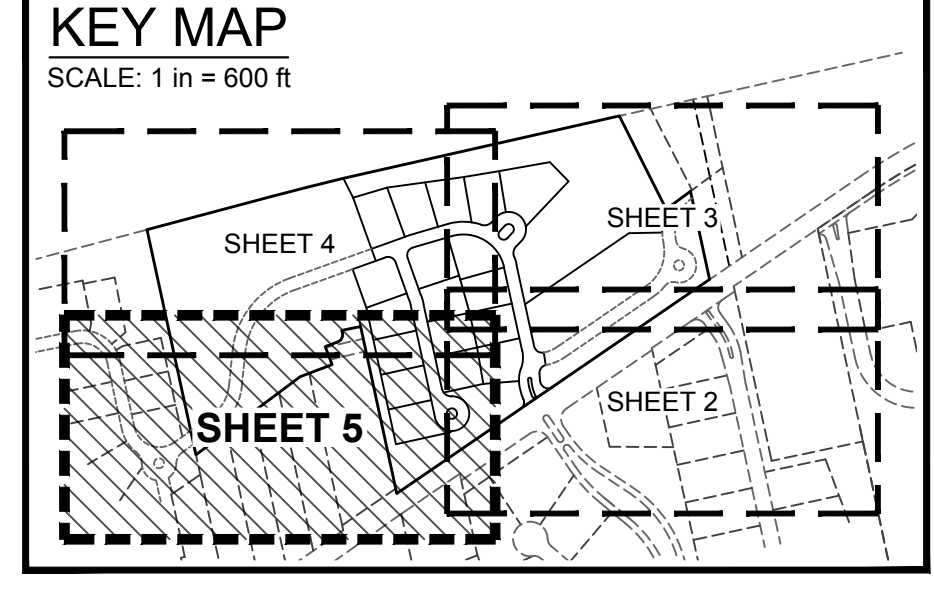 KEY MAP
SCALE: 1 in = 600 ft
SHEET 3
SHEET 4
SHEET 2
SHEET 5